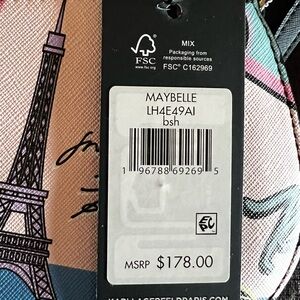 FSC
www.fsc.org
MIX
Packaging from
responsible sources
FSC® C162969
MAYBELLE
LH4E49AI
bsh
1 96788 69269 5
MSRP $178.00